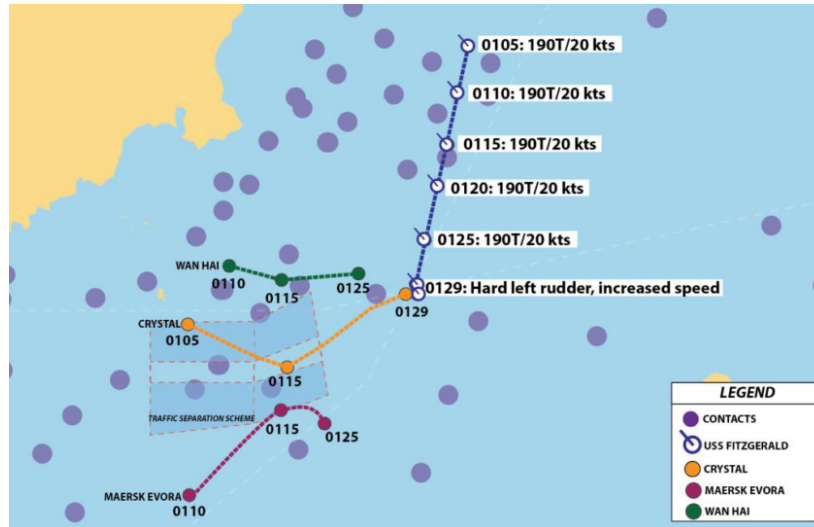 0105: 190T/20 kts
0110: 190T/20 kts
0115: 190T/20 kts
0120: 190T/20 kts
0125: 190T/20 kts
WAN HAI
0110
0115
0125
0129: Hard left rudder, increased speed
0129
CRYSTAL
0105
0115
TRAFFIC SEPARATION SCHEME
0115
0125
MAERSK EVORA
0110
LEGEND
CONTACTS
USS FITZGERALD
CRYSTAL
MAERSK EVORA
WAN HAI